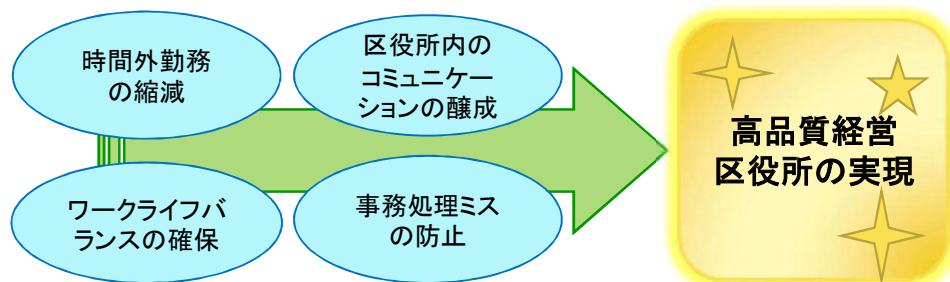 時間外勤務
の縮減
区役所内の
コミュニケー
ションの醸成
ワークライフバ
ランスの確保
事務処理ミス
の防止
高品質経営
区役所の実現